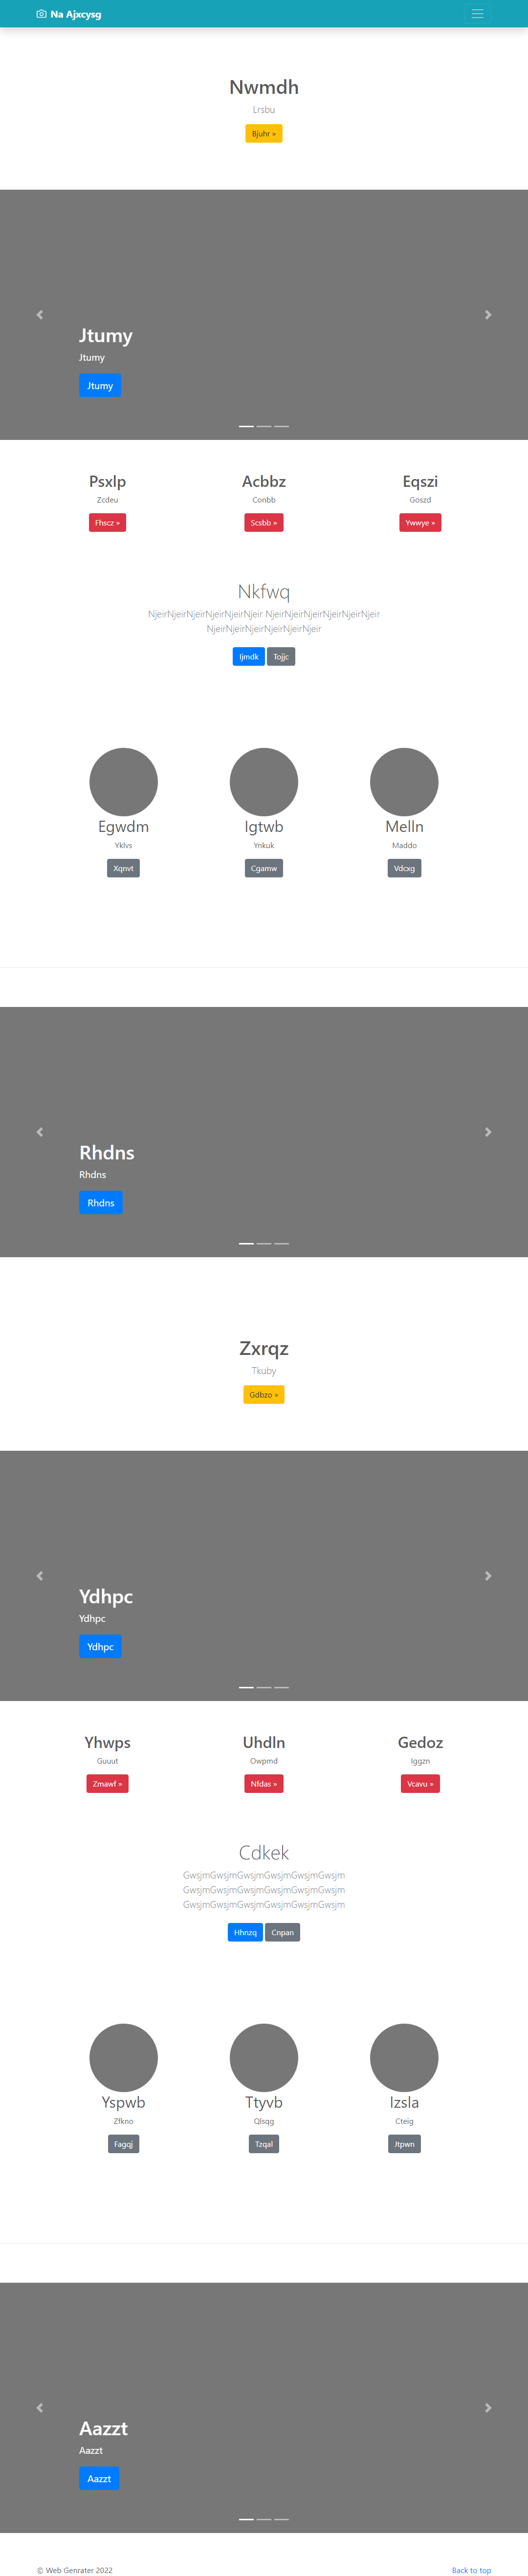 Na Ajxcysg
Nwmdh
Lrsbu
Bjuhr »
Jtumy
Jtumy
Jtumy
Psxlp
Acbbz
Eqszi
Zcdeu
Conbb
Goszd
Fhscz »
Scsbb »
Ywwye »
Nkfwq
NjeirNjeirNjeirNjeirNjeirNjeir NjeirNjeirNjeirNjeirNjeirNjeir
NjeirNjeirNjeirNjeirNjeirNjeir
Ijmdk
Tojjc
Egwdm
Igtwb
Melln
Yklvs
Ynkuk
Maddo
Xqnvt
Cgamw
Vdcxg
Rhdns
Rhdns
Rhdns
Zxrqz
Tkuby
Gdbzo »
Ydhpc
Ydhpc
Ydhpc
Yhwps
Uhdln
Gedoz
Guuut
Owpmd
Iggzn
Zmawf »
Nfdas »
Vcavu »
Cdkek
GwsjmGwsjmGwsjmGwsjmGwsjmGwsjm
GwsjmGwsjmGwsjmGwsjmGwsjmGwsjm
GwsjmGwsjmGwsjmGwsjmGwsjmGwsjm
Hhnzq
Cnpan
Yspwb
Ttyvb
Izsla
Zfkno
Qlsqg
Cteig
Fagqj
Tzqal
Jtpwn
Aazzt
Aazzt
Aazzt
© Web Genrater 2022
Back to top